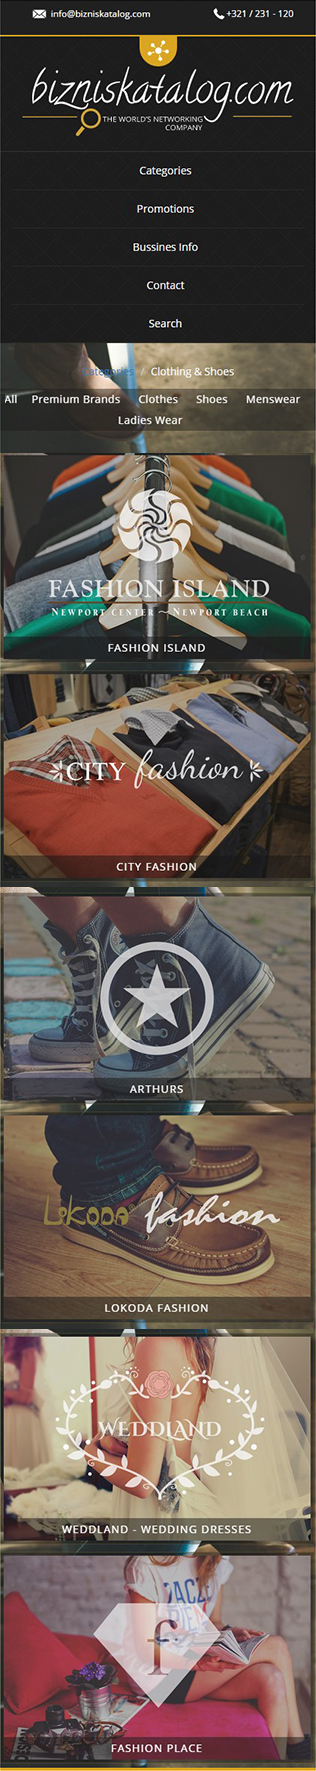 info@bizniskatalog.com +321 / 231 - 120
bizniskatalog.com
THE WORLD'S NETWORKING
COMPANY
Categories
Promotions
Bussines Info
Contact
Search
Categories / Clothing & Shoes
All Premium Brands Clothes Shoes Menswear
Ladies Wear
FASHION ISLAND
NEWPORT CENTER ~ NEWPORT BEACH
FASHION ISLAND
CITY fashion
CITY FASHION
ARTHURS
LOKODA fashion
LOKODA FASHION
WEDDLAND
WEDDLAND - WEDDING DRESSES
f
FASHION PLACE